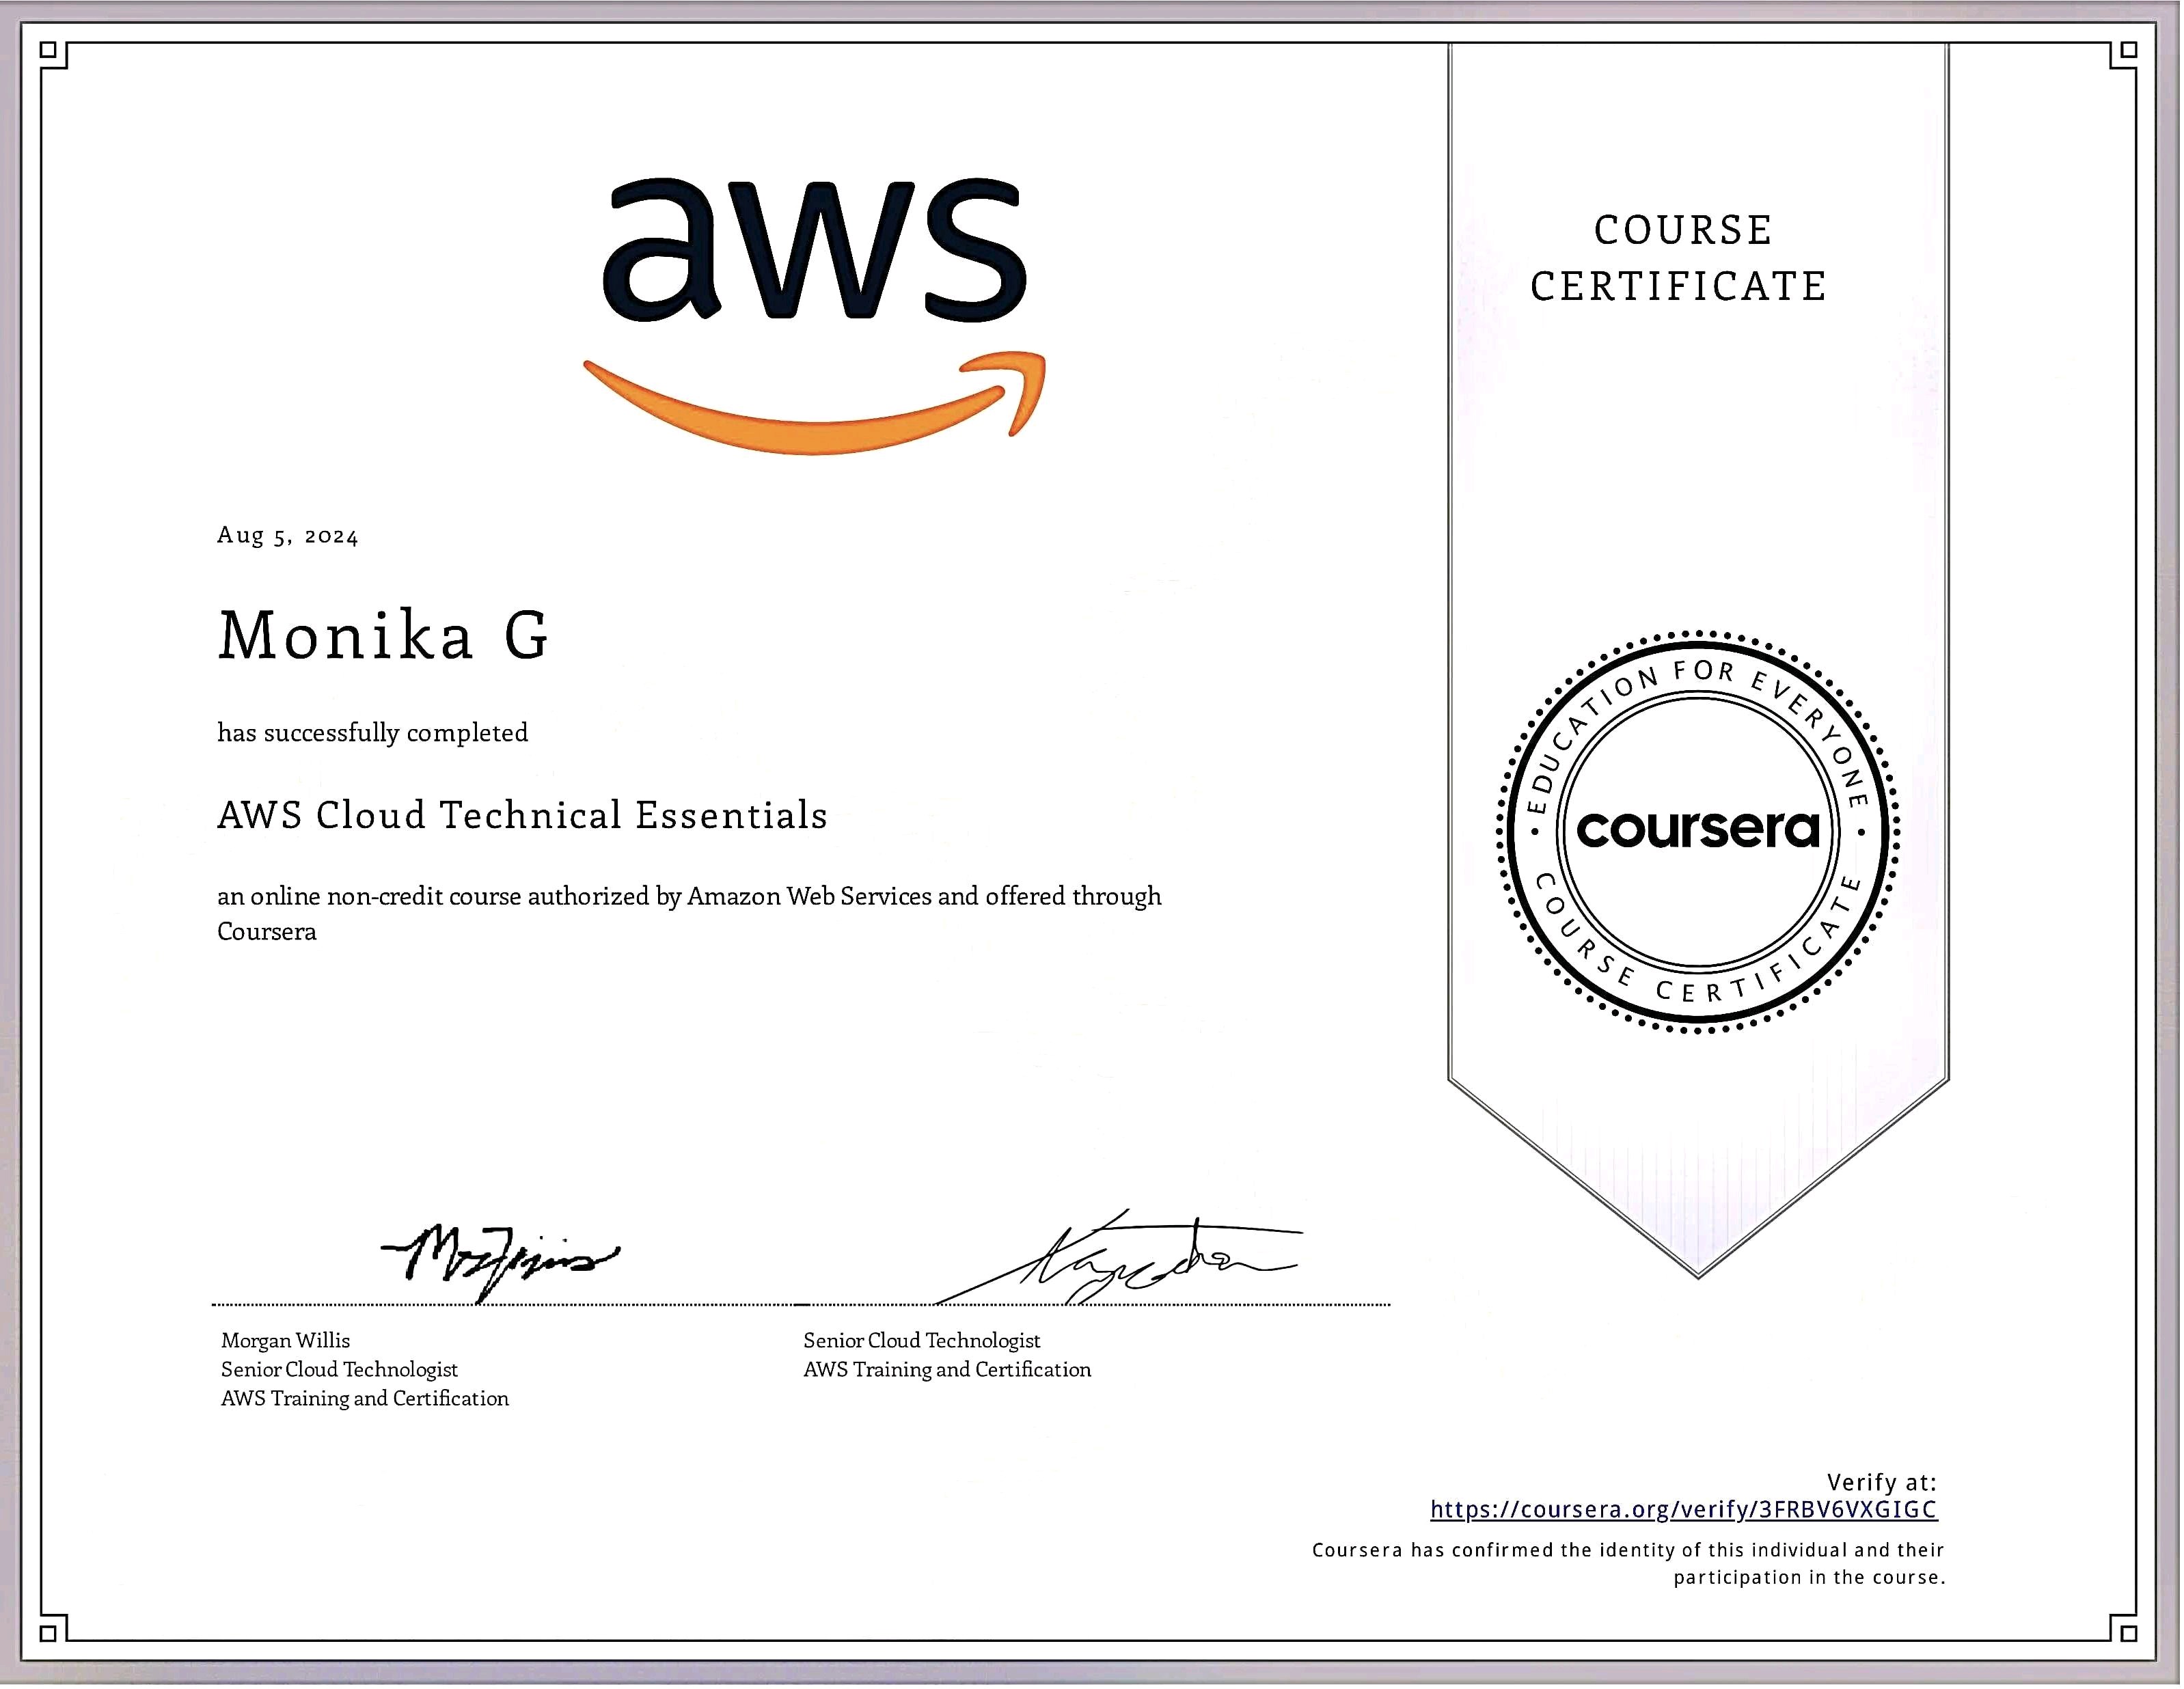 aws
COURSE
CERTIFICATE
Aug 5, 2024
Monika G
has successfully completed
AWS Cloud Technical Essentials
an online non-credit course authorized by Amazon Web Services and offered through
Coursera
EDUCATION FOR EVERYONE
coursera
COURSE CERTIFICATE
Morgan Willis
Senior Cloud Technologist
AWS Training and Certification
Senior Cloud Technologist
AWS Training and Certification
Verify at:
https://coursera.org/verify/3FRBV6VXGIGC
Coursera has confirmed the identity of this individual and their
participation in the course.